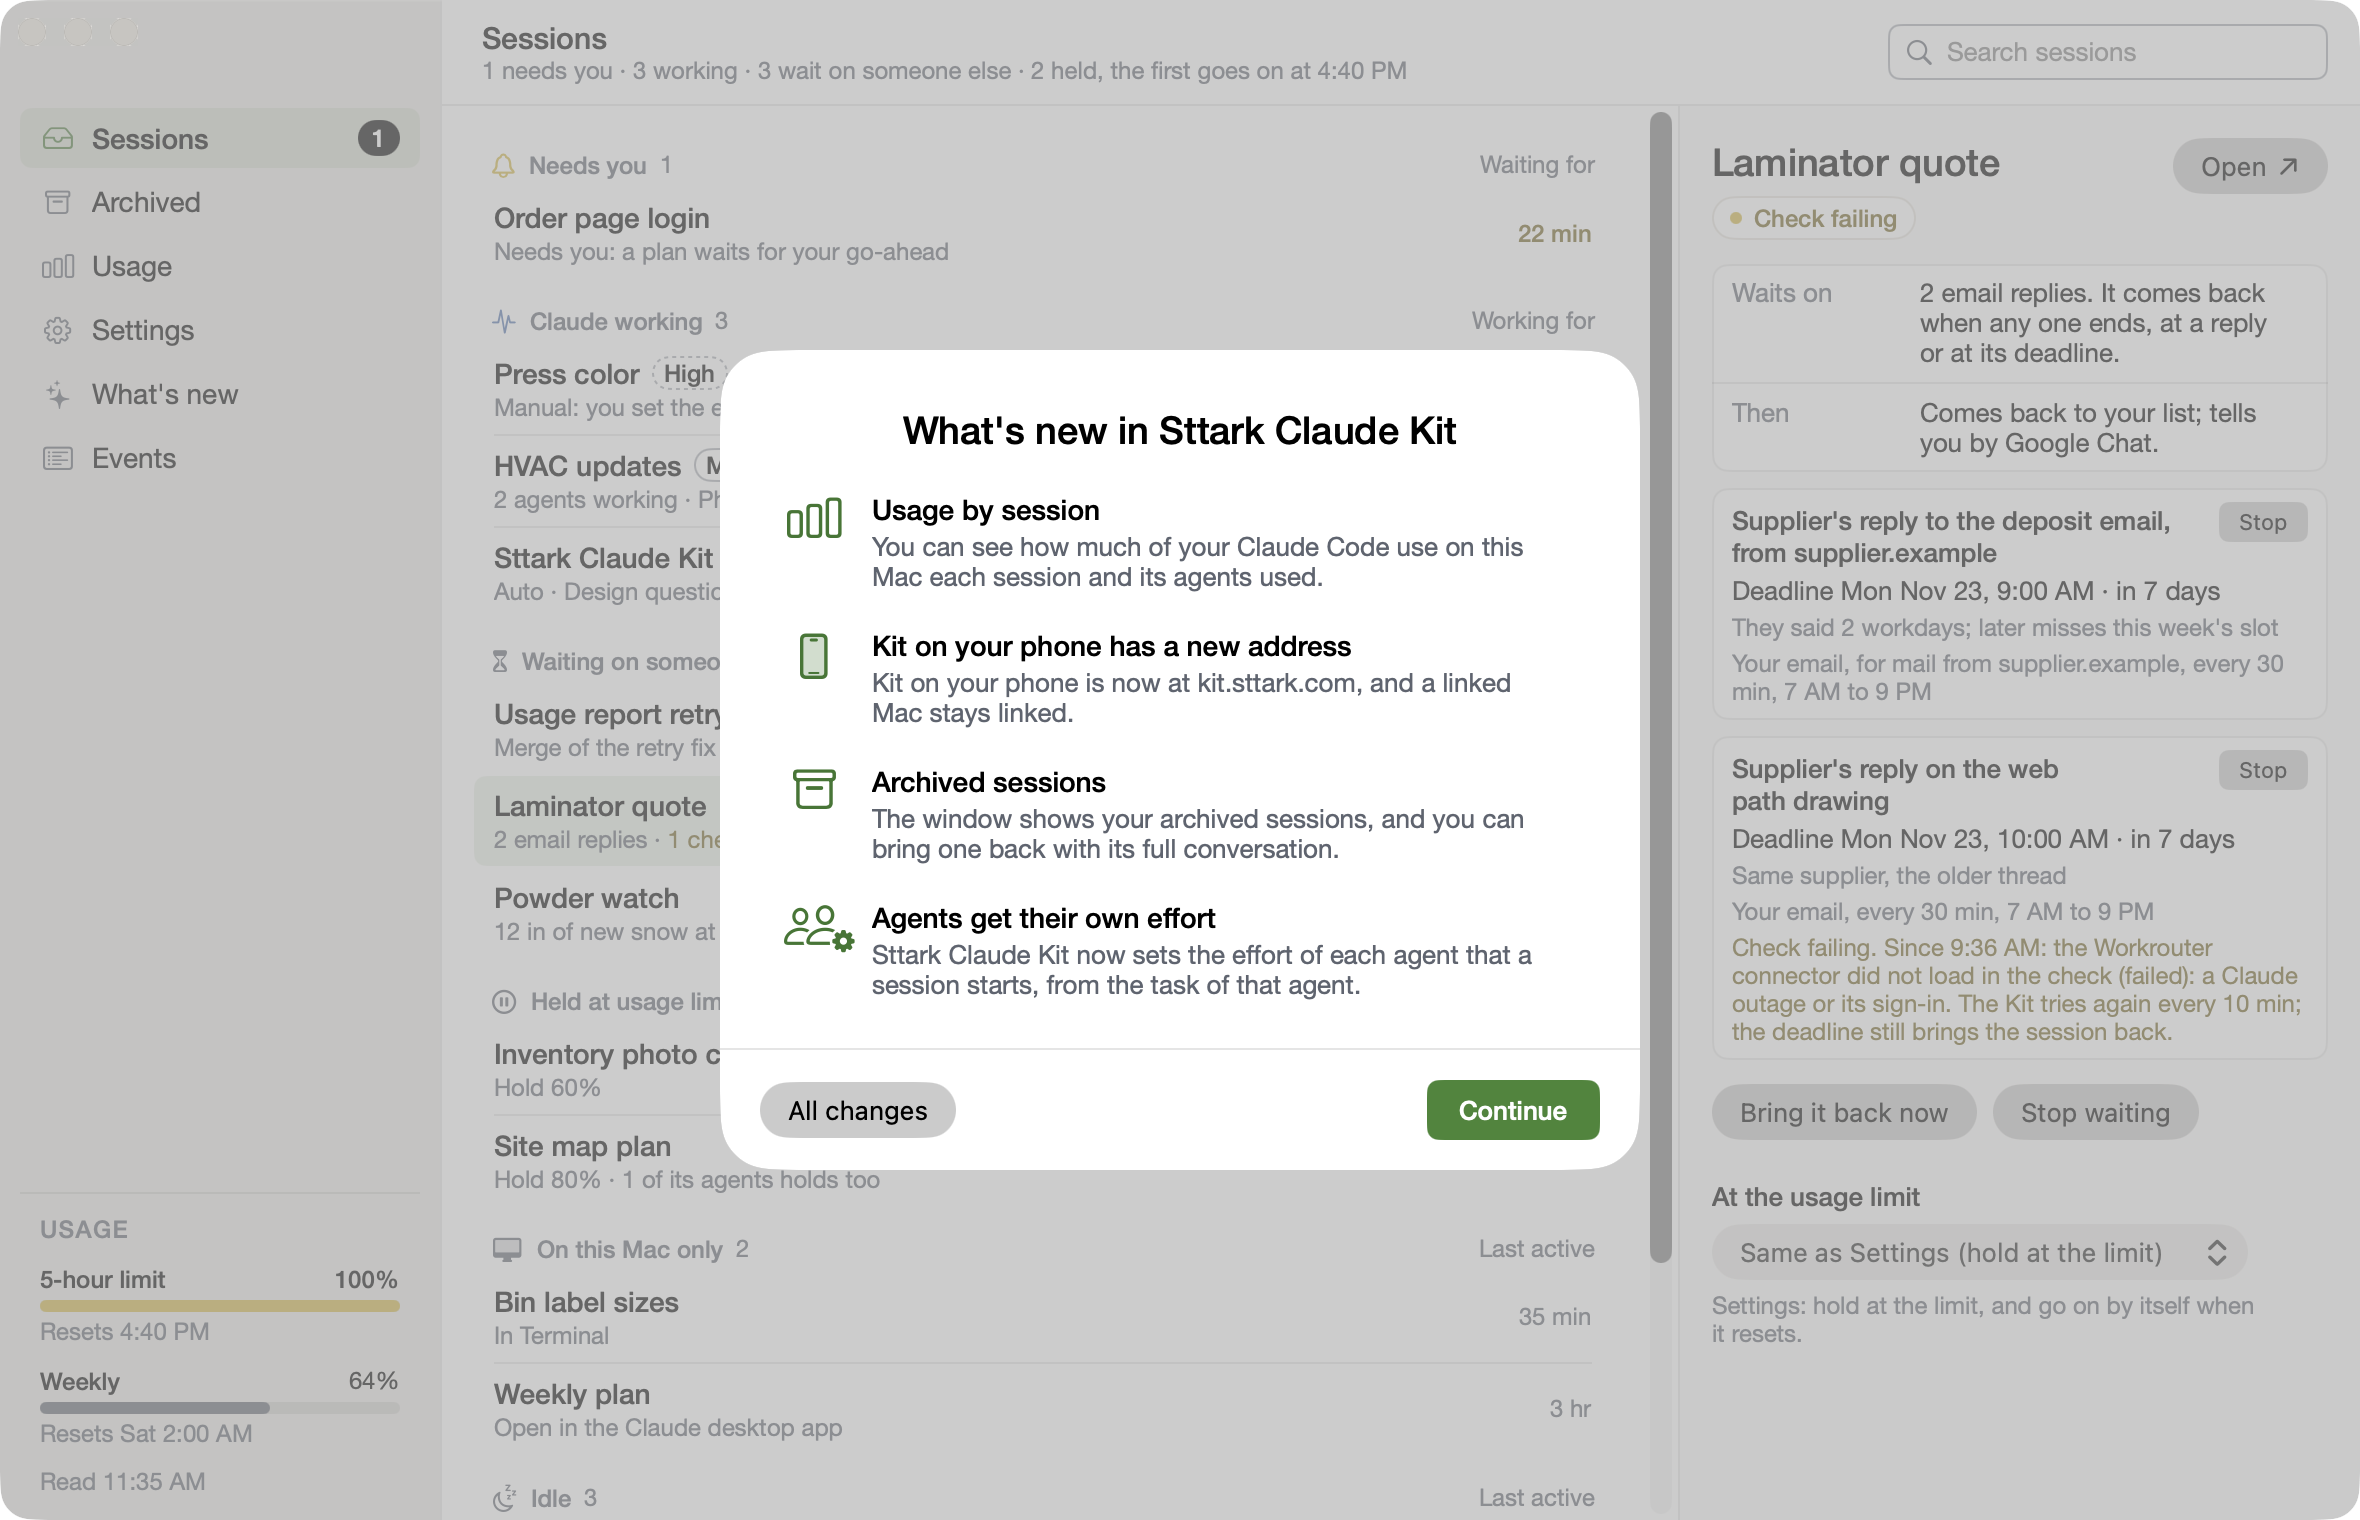 Sessions
1 needs you · 3 working · 3 wait on someone else · 2 held, the first goes on at 4:40 PM
Search sessions
Sessions
1
Archived
Usage
Settings
What's new
Events
USAGE
5-hour limit
100%
Resets 4:40 PM
Weekly
64%
Resets Sat 2:00 AM
Read 11:35 AM
Needs you 1
Waiting for
Order page login
22 min
Needs you: a plan waits for your go-ahead
Claude working 3
Working for
Press color
High
Manual: you set the
HVAC updates
2 agents working ·
Sttark Claude Kit
Auto · Design
Waiting on
Usage report
Merge of the retry fix
Laminator quote
2 email replies · 1
Powder watch
12 in of new snow at
Held at usage
Inventory photo
Hold 60%
Site map plan
Hold 80% · 1 of its agents holds too
On this Mac only 2
Last active
Bin label sizes
35 min
In Terminal
Weekly plan
3 hr
Open in the Claude desktop app
Idle 3
Last active
What's new in Sttark Claude Kit
Usage by session
You can see how much of your Claude Code use on this
Mac each session and its agents used.
Kit on your phone has a new address
Kit on your phone is now at kit.sttark.com, and a linked
Mac stays linked.
Archived sessions
The window shows your archived sessions, and you can
bring one back with its full conversation.
Agents get their own effort
Sttark Claude Kit now sets the effort of each agent that a
session starts, from the task of that agent.
All changes
Continue
Laminator quote
Open
Check failing
Waits on
2 email replies. It comes back
when any one ends, at a reply
or at its deadline.
Then
Comes back to your list; tells
you by Google Chat.
Supplier's reply to the deposit email,
from supplier.example
Stop
Deadline Mon Nov 23, 9:00 AM · in 7 days
They said 2 workdays; later misses this week's slot
Your email, for mail from supplier.example, every 30
min, 7 AM to 9 PM
Supplier's reply on the web
path drawing
Stop
Deadline Mon Nov 23, 10:00 AM · in 7 days
Same supplier, the older thread
Your email, every 30 min, 7 AM to 9 PM
Check failing. Since 9:36 AM: the Workrouter
connector did not load in the check (failed): a Claude
outage or its sign-in. The Kit tries again every 10 min;
the deadline still brings the session back.
Bring it back now
Stop waiting
At the usage limit
Same as Settings (hold at the limit)
Settings: hold at the limit, and go on by itself when
it resets.